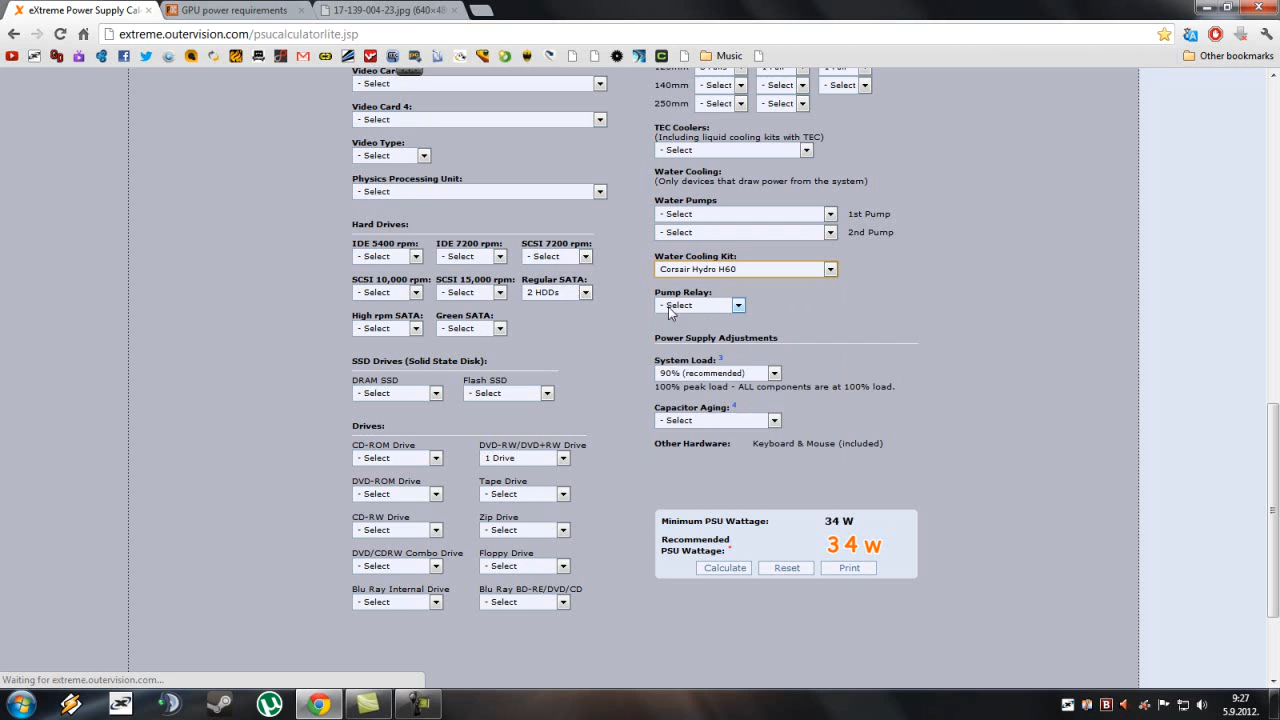 eXtreme Power Supply Cal
GPU power requirements
17-139-004-23.jpg (640×48
extreme.outervision.com/psucalculatorlite.jsp
Music
Other bookmarks
Video Car
- Select
Video Card 4:
- Select
Video Type:
- Select
Physics Processing Unit:
- Select
Hard Drives:
IDE 5400 rpm: IDE 7200 rpm: SCSI 7200 rpm:
- Select - Select - Select
SCSI 10,000 rpm: SCSI 15,000 rpm: Regular SATA:
- Select - Select 2 HDDs
High rpm SATA: Green SATA:
- Select - Select
SSD Drives (Solid State Disk):
DRAM SSD Flash SSD
- Select - Select
Drives:
CD-ROM Drive DVD-RW/DVD+RW Drive
- Select 1 Drive
DVD-ROM Drive Tape Drive
- Select - Select
CD-RW Drive Zip Drive
- Select - Select
DVD/CDRW Combo Drive Floppy Drive
- Select - Select
Blu Ray Internal Drive Blu Ray BD-RE/DVD/CD
- Select - Select
140mm - Select - Select - Select
250mm - Select - Select
TEC Coolers:
(Including liquid cooling kits with TEC)
- Select
Water Cooling:
(Only devices that draw power from the system)
Water Pumps
- Select 1st Pump
- Select 2nd Pump
Water Cooling Kit:
Corsair Hydro H60
Pump Relay:
- Select
Power Supply Adjustments
System Load: 3
90% (recommended)
100% peak load - ALL components are at 100% load.
Capacitor Aging: 4
- Select
Other Hardware: Keyboard & Mouse (included)
Minimum PSU Wattage: 34 W
Recommended
PSU Wattage: * 34 w
Calculate Reset Print
Waiting for extreme.outervision.com...
9:27
5.9.2012.